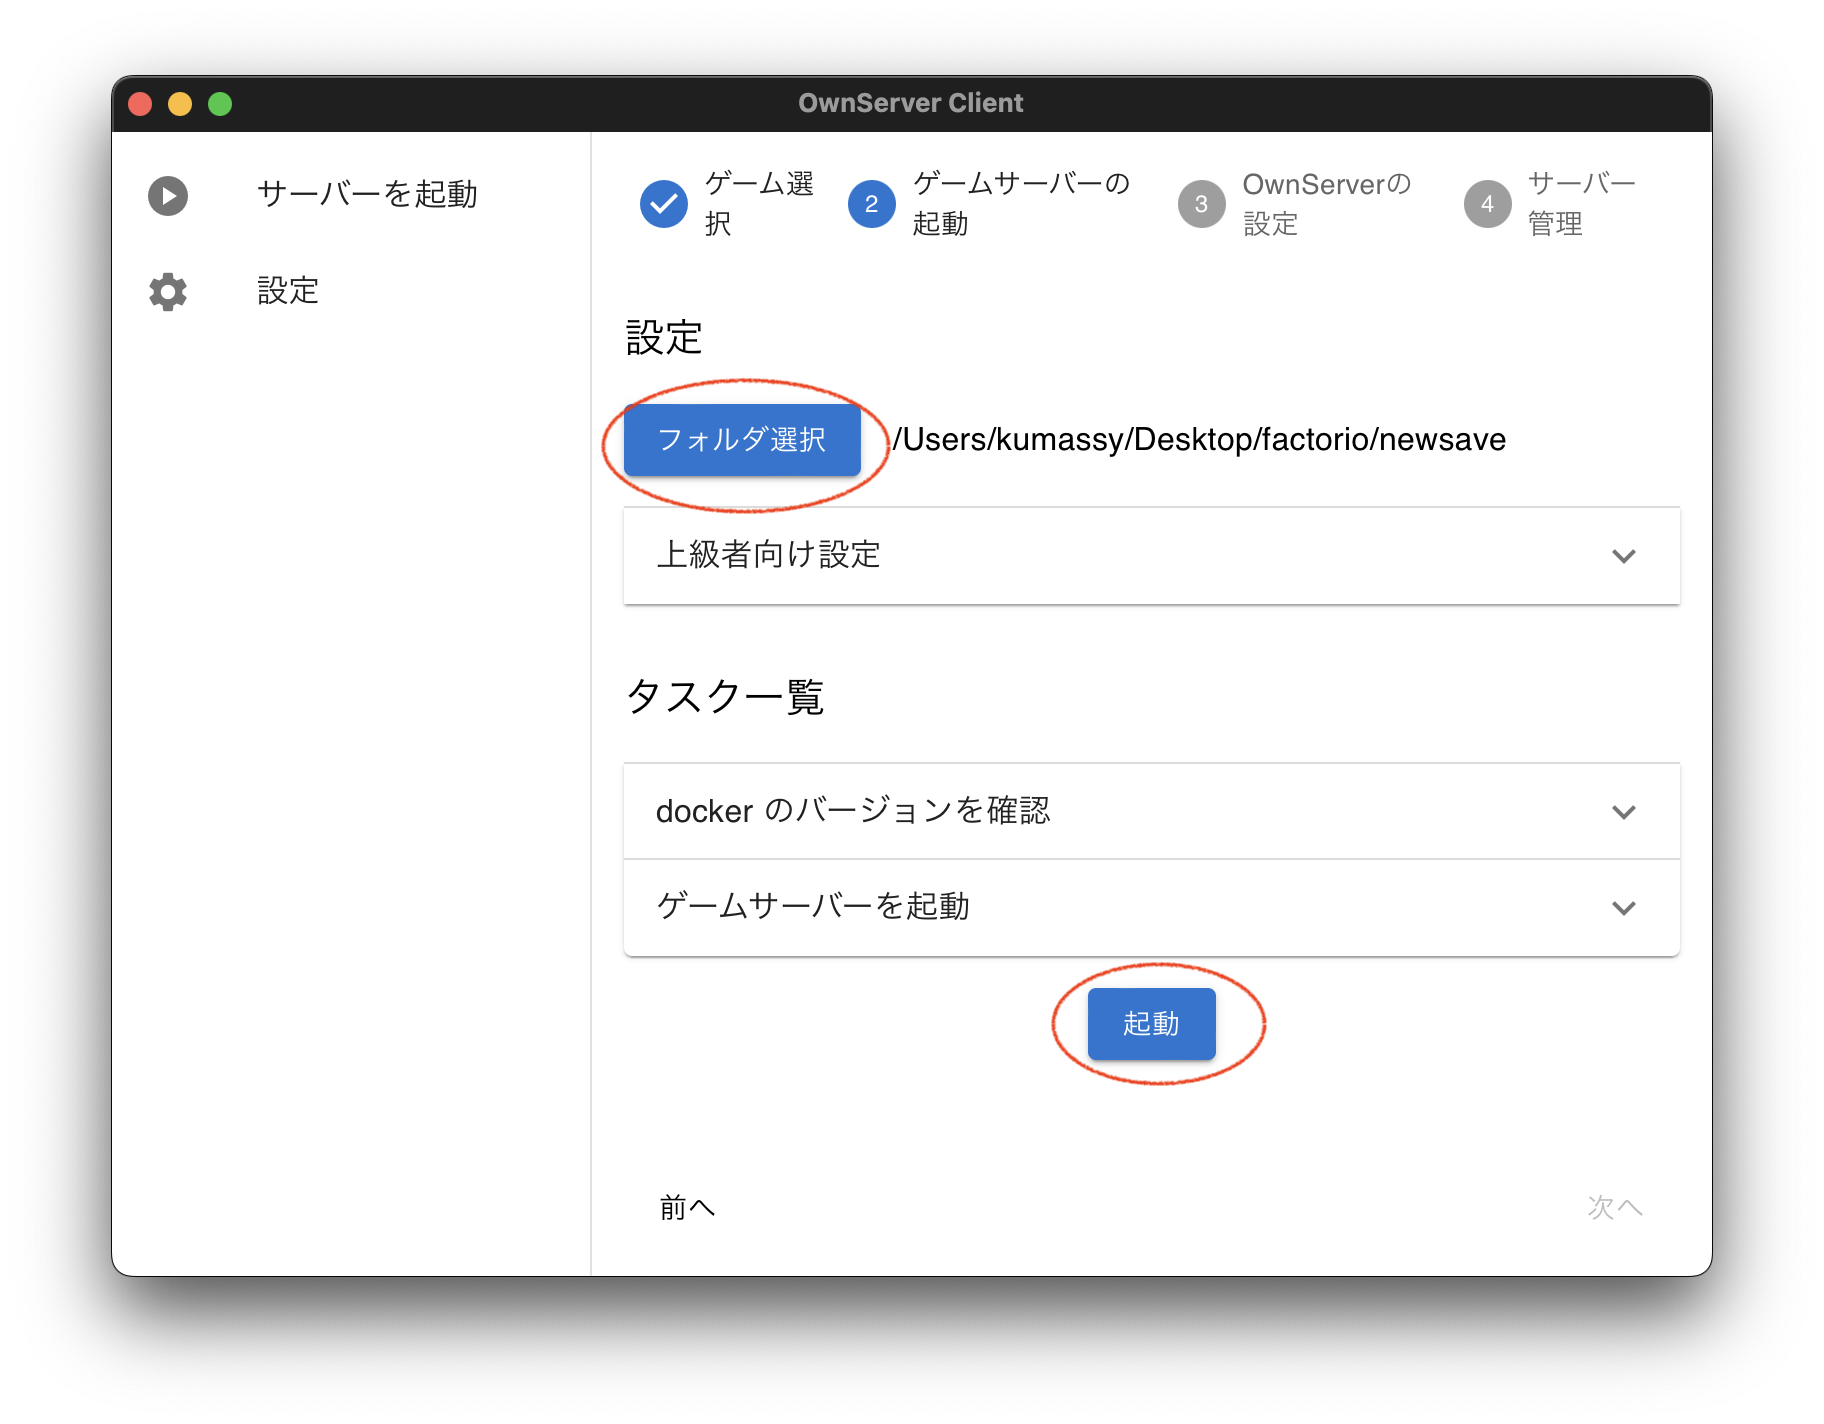 OwnServer Client
サーバーを起動
設定
ゲーム選
択
2
ゲームサーバーの
起動
3
OwnServerの
設定
4
サーバー
管理
設定
フォルダ選択
/Users/kumassy/Desktop/factorio/newsave
上級者向け設定
タスク一覧
docker のバージョンを確認
ゲームサーバーを起動
起動
前へ
次へ